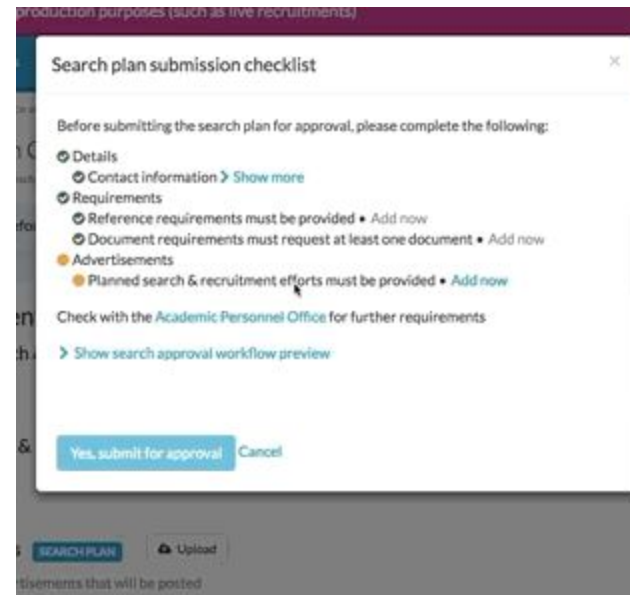 production purposes (such as live recruitments)
Search plan submission checklist
×
Before submitting the search plan for approval, please complete the following:
Details
Contact information > Show more
Requirements
Reference requirements must be provided • Add now
Document requirements must request at least one document • Add now
Advertisements
Planned search & recruitment efforts must be provided • Add now
Check with the Academic Personnel Office for further requirements
> Show search approval workflow preview
&
Yes, submit for approval Cancel
SEARCH PLAN Upload
that will be posted